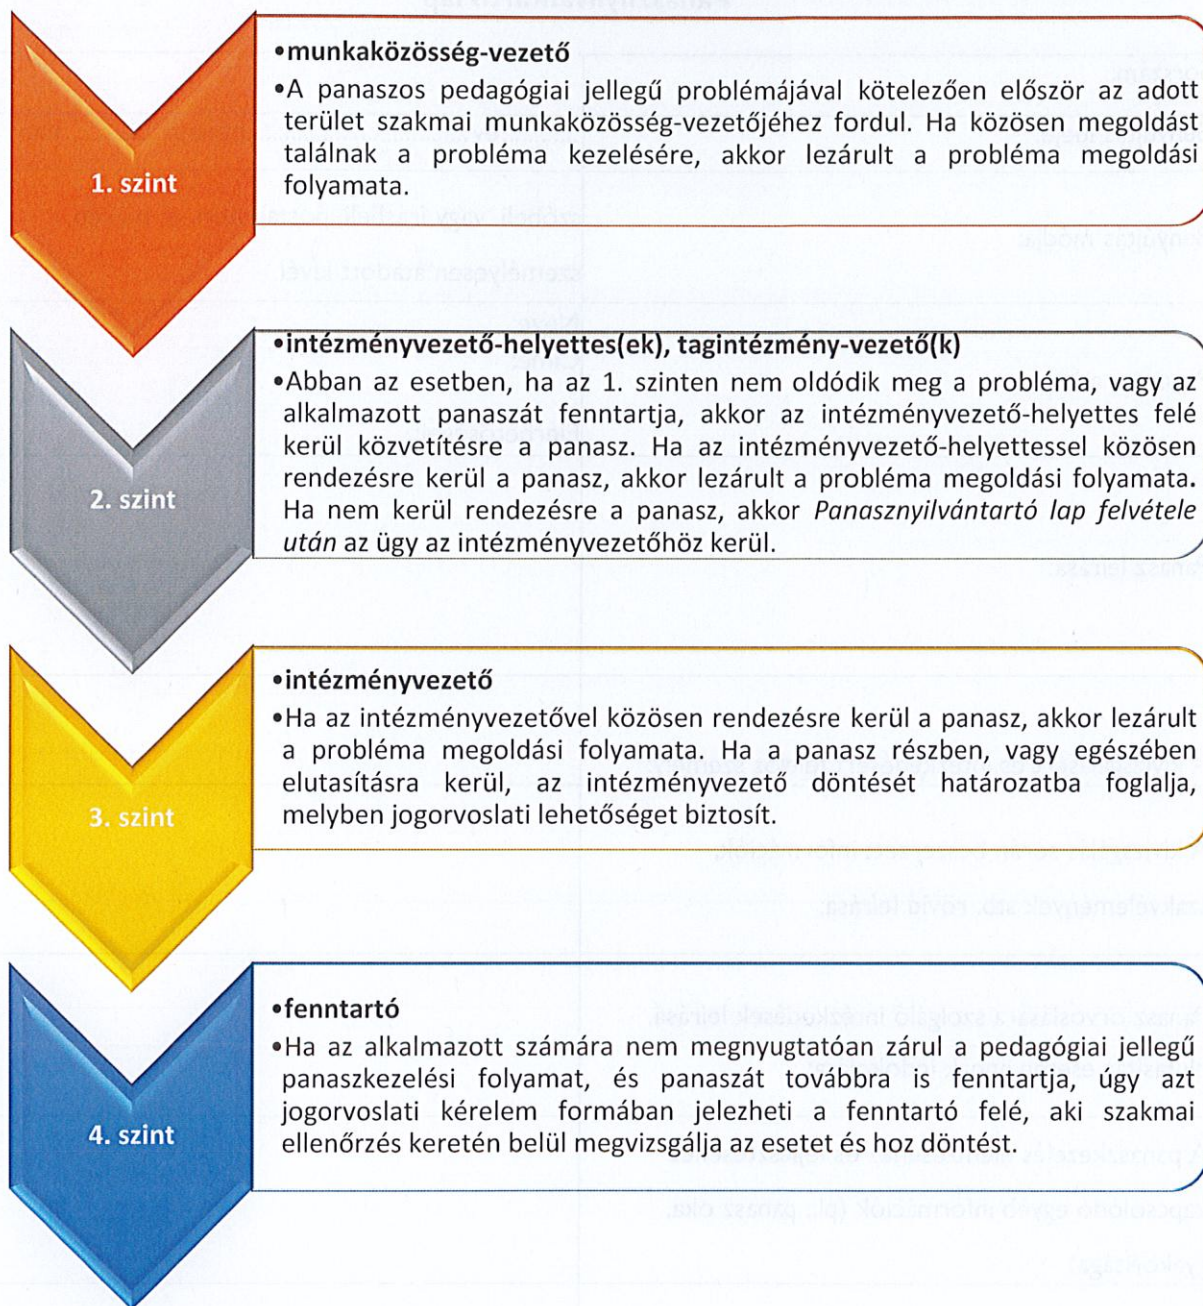 1. szint
•munkaközösség-vezető
•A panaszos pedagógiai jellegű problémájával kötelezően először az adott
terület szakmai munkaközösség-vezetőjéhez fordul. Ha közösen megoldást
találnak a probléma kezelésére, akkor lezárult a probléma megoldási
folyamata.
2. szint
•intézményvezető-helyettes(ek), tagintézmény-vezető(k)
•Abban az esetben, ha az 1. szinten nem oldódik meg a probléma, vagy az
alkalmazott panaszát fenntartja, akkor az intézményvezető-helyettes felé
kerül közvetítésre a panasz. Ha az intézményvezető-helyettessel közösen
rendezésre kerül a panasz, akkor lezárult a probléma megoldási folyamata.
Ha nem kerül rendezésre a panasz, akkor Panasznyilvántartó lap felvétele
után az ügy az intézményvezetőhöz kerül.
3. szint
•intézményvezető
•Ha az intézményvezetővel közösen rendezésre kerül a panasz, akkor lezárult
a probléma megoldási folyamata. Ha a panasz részben, vagy egészében
elutasításra kerül, az intézményvezető döntését határozatba foglalja,
melyben jogorvoslati lehetőséget biztosít.
4. szint
•fenntartó
•Ha az alkalmazott számára nem megnyugtatóan zárul a pedagógiai jellegű
panaszkezelési folyamat, és panaszát továbbra is fenntartja, úgy azt
jogorvoslati kérelem formában jelezheti a fenntartó felé, aki szakmai
ellenőrzés keretén belül megvizsgálja az esetet és hoz döntést.